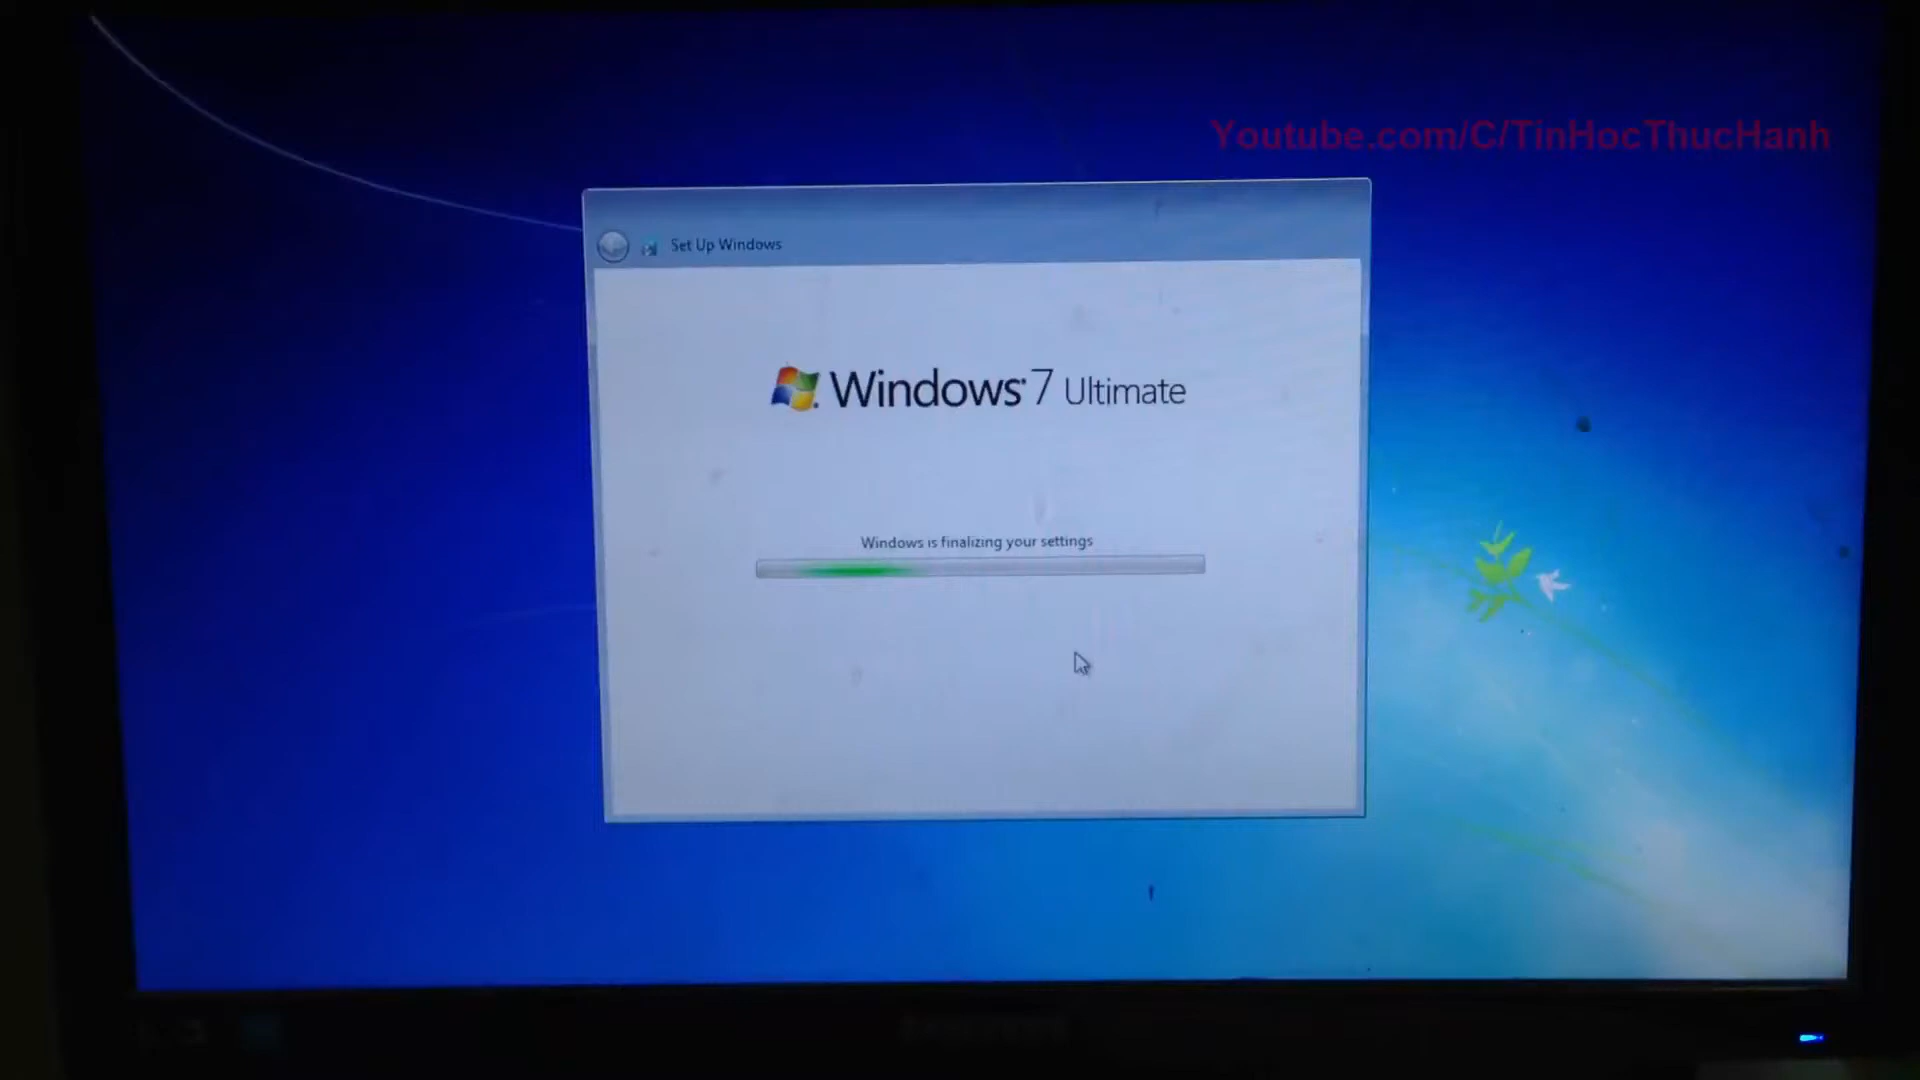 Youtube.com/C/TinHocThucHanh
Set Up Windows
Windows 7 Ultimate
Windows is finalizing your settings